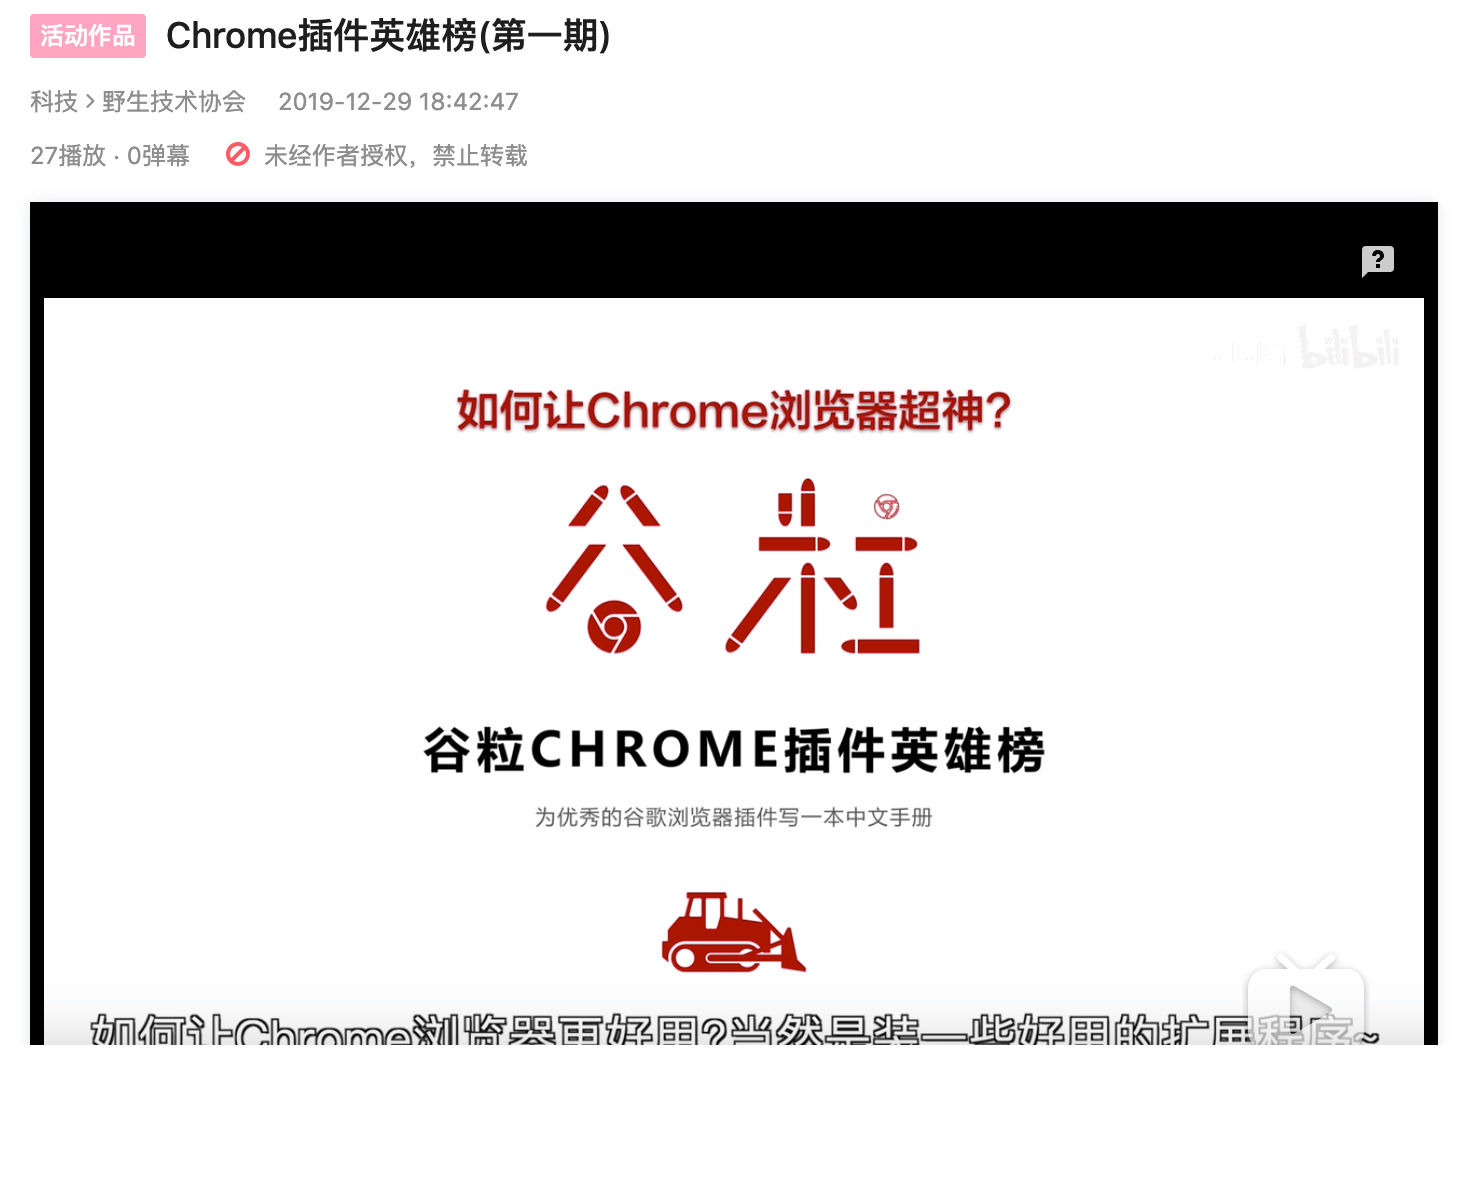 活动作品 Chrome插件英雄榜(第一期)
科技 > 野生技术协会 2019-12-29 18:42:47
27播放 · 0弹幕 未经作者授权，禁止转载
?
bilibili
如何让Chrome浏览器超神?
谷粒
谷粒CHROME插件英雄榜
为优秀的谷歌浏览器插件写一本中文手册
如何让Chrome浏览器更好用?当然是装一些好用的扩展程序~